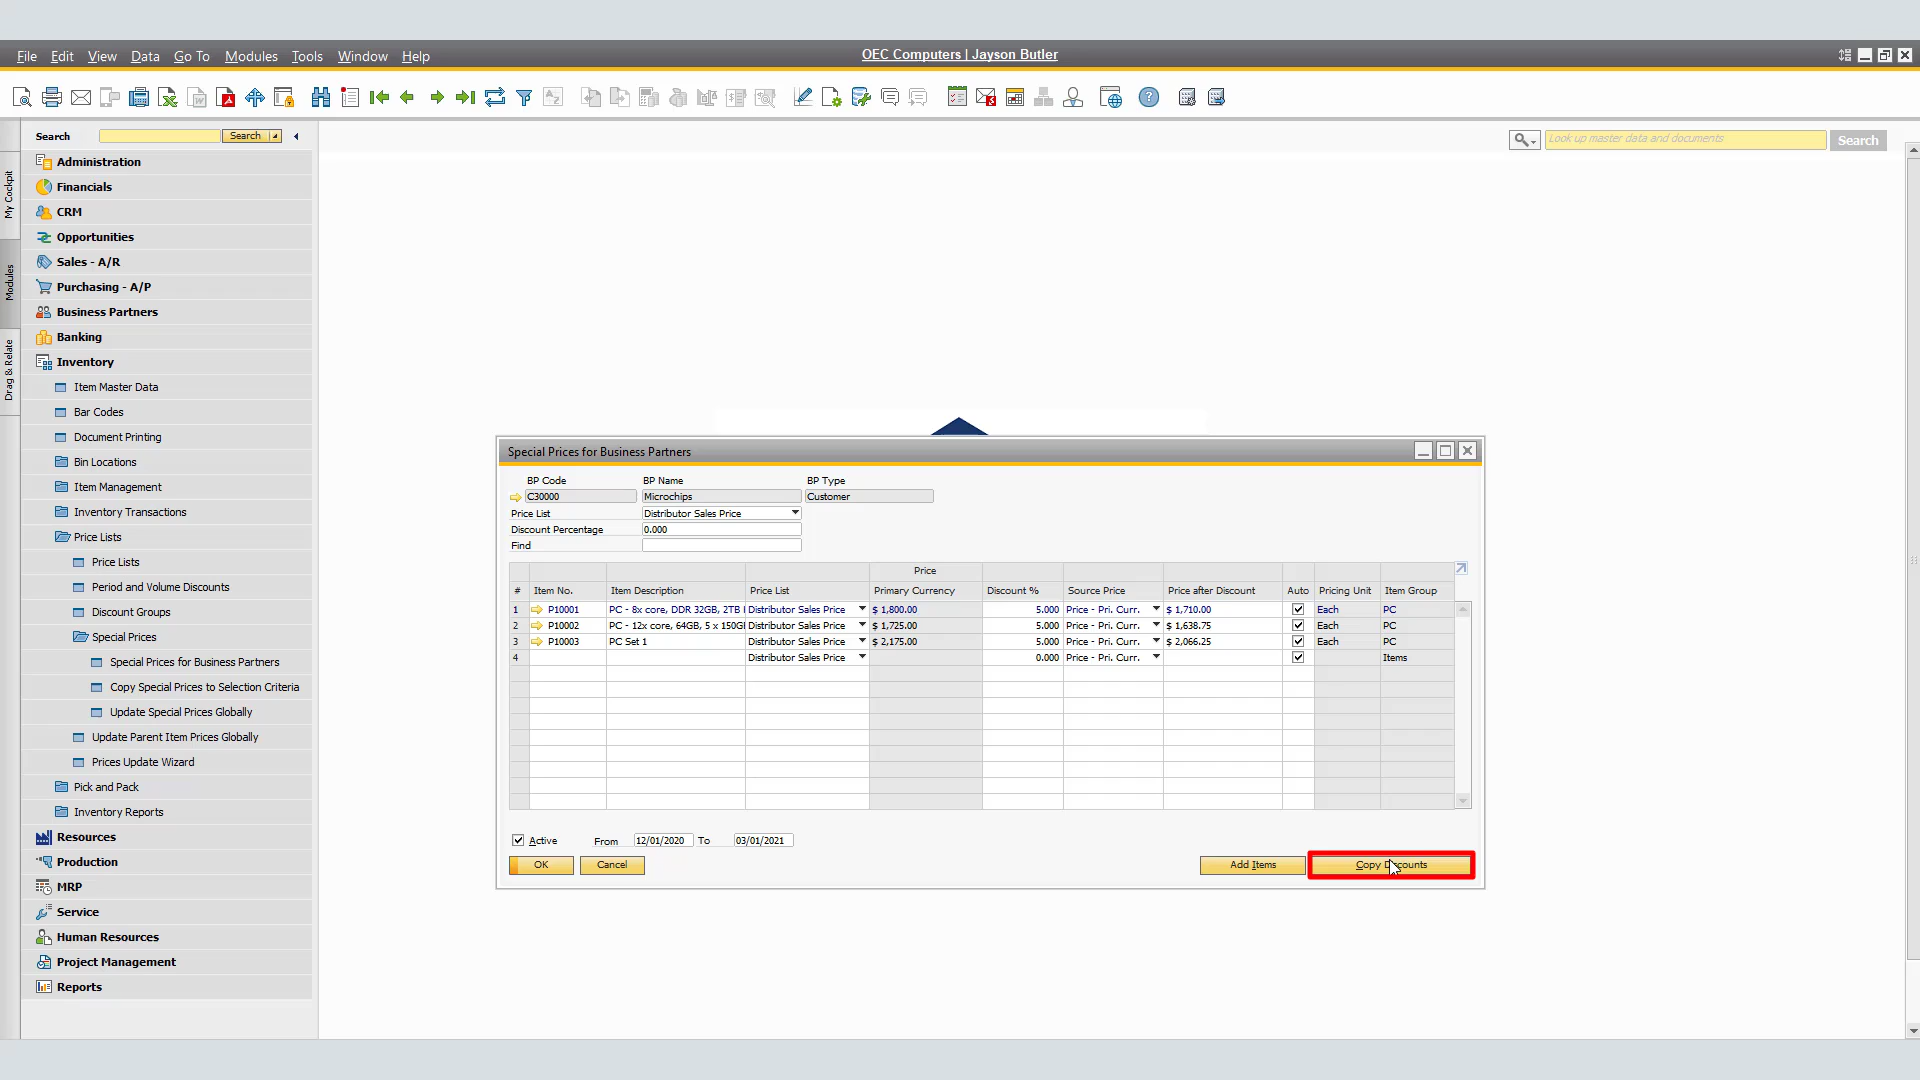 File Edit View Data Go To Modules Tools Window Help
OEC Computers | Jayson Butler
Search Search
Look up master data and documents Search
My Cockpit
Modules
Drag & Relate
Administration
Financials
CRM
Opportunities
Sales - A/R
Purchasing - A/P
Business Partners
Banking
Inventory
Item Master Data
Bar Codes
Document Printing
Bin Locations
Item Management
Inventory Transactions
Price Lists
Price Lists
Period and Volume Discounts
Discount Groups
Special Prices
Special Prices for Business Partners
Copy Special Prices to Selection Criteria
Update Special Prices Globally
Update Parent Item Prices Globally
Prices Update Wizard
Pick and Pack
Inventory Reports
Resources
Production
MRP
Service
Human Resources
Project Management
Reports
Special Prices for Business Partners
BP Code BP Name BP Type
C30000 Microchips Customer
Price List Distributor Sales Price
Discount Percentage 0.000
Find
Price
# Item No. Item Description Price List Primary Currency Discount % Source Price Price after Discount Auto Pricing Unit Item Group
1 P10001 PC - 8x core, DDR 32GB, 2TB Distributor Sales Price $ 1,800.00 5.000 Price - Pri. Curr. $ 1,710.00 Each PC
2 P10002 PC - 12x core, 64GB, 5 x 150G Distributor Sales Price $ 1,725.00 5.000 Price - Pri. Curr. $ 1,638.75 Each PC
3 P10003 PC Set 1 Distributor Sales Price $ 2,175.00 5.000 Price - Pri. Curr. $ 2,066.25 Each PC
4 Distributor Sales Price 0.000 Price - Pri. Curr. Items
Active From 12/01/2020 To 03/01/2021
OK Cancel Add Items Copy Discounts